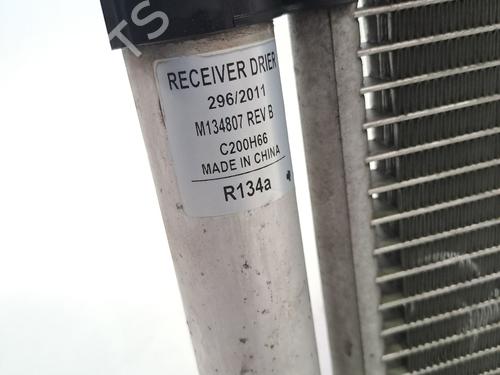 RECEIVER DRIER
296/2011
M134807 REV B
C200H66
MADE IN CHINA
R134a